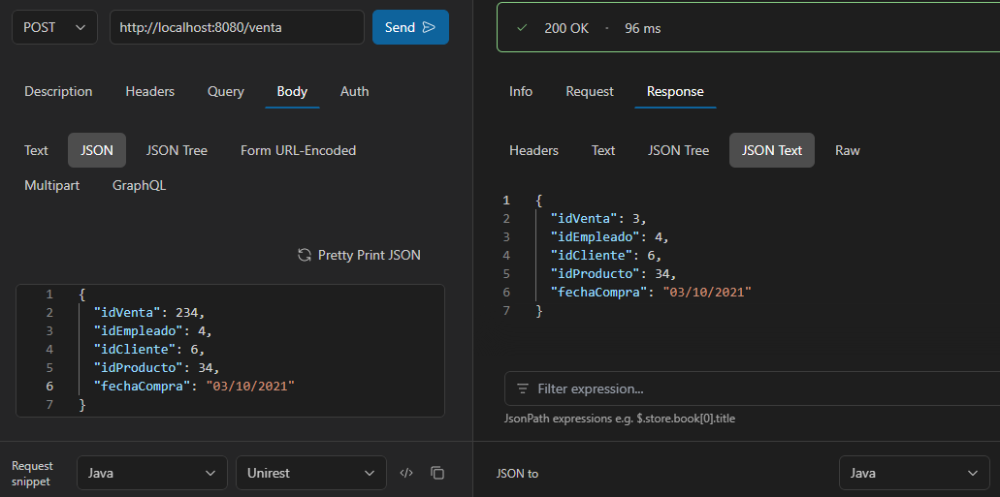 POST
http://localhost:8080/venta
Send
Description Headers Query Body Auth
Text JSON JSON Tree Form URL-Encoded
Multipart GraphQL
Pretty Print JSON
1 {
2 "idVenta": 234,
3 "idEmpleado": 4,
4 "idCliente": 6,
5 "idProducto": 34,
6 "fechaCompra": "03/10/2021"
7 }
Request
snippet
Java
Unirest
</>
200 OK - 96 ms
Info Request Response
Headers Text JSON Tree JSON Text Raw
1 {
2 "idVenta": 3,
3 "idEmpleado": 4,
4 "idCliente": 6,
5 "idProducto": 34,
6 "fechaCompra": "03/10/2021"
7 }
Filter expression...
JsonPath expressions e.g. $.store.book[0].title
JSON to
Java